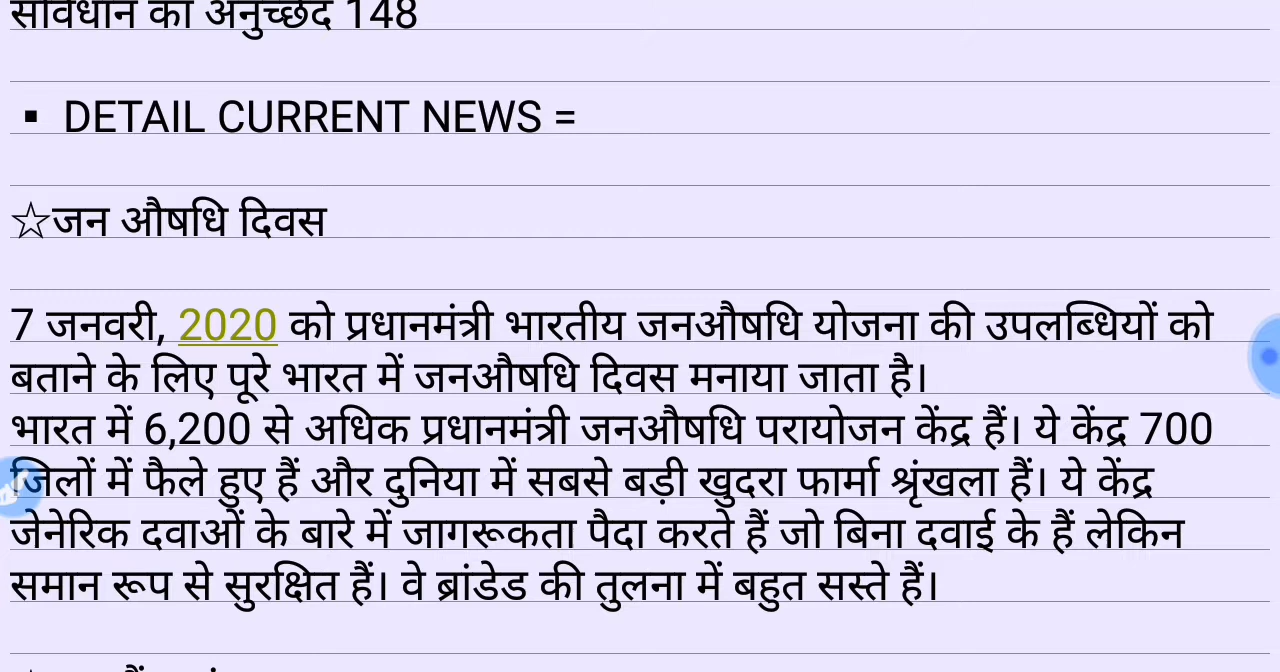 संविधान का अनुच्छेद 148
▪ DETAIL CURRENT NEWS =
☆जन औषधि दिवस
7 जनवरी, 2020 को प्रधानमंत्री भारतीय जनऔषधि योजना की उपलब्धियों को
बताने के लिए पूरे भारत में जनऔषधि दिवस मनाया जाता है।
भारत में 6,200 से अधिक प्रधानमंत्री जनऔषधि परायोजन केंद्र हैं। ये केंद्र 700
जिलों में फैले हुए हैं और दुनिया में सबसे बड़ी खुदरा फार्मा श्रृंखला हैं। ये केंद्र
जेनेरिक दवाओं के बारे में जागरूकता पैदा करते हैं जो बिना दवाई के हैं लेकिन
समान रूप से सुरक्षित हैं। वे ब्रांडेड की तुलना में बहुत सस्ते हैं।